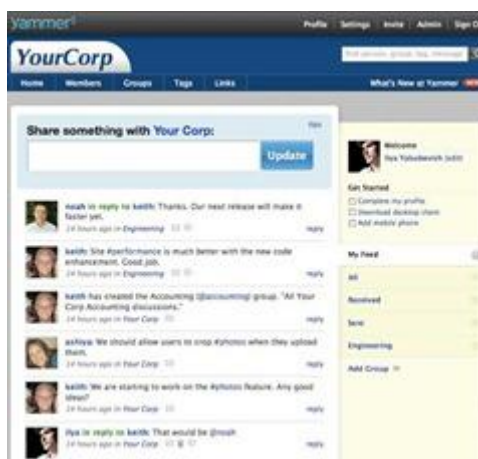 yammer
Profile Settings Invite Admin Sign
YourCorp
Home Members Groups Tags Links What's New at Yammer
Share something with Your Corp:
Update
Welcome
Ilya (edit)
noah in reply to keith: Thanks. Our next release will make it
faster yet.
24 hours ago in Engineering reply
Get Started
Complete my profile
Download desktop client
Add mobile phone
keith: Site #performance is much better with the new code
enhancement. Good job.
24 hours ago in Engineering reply
My Feed
keith has created the Accounting (@accounting) group. "All Your
Corp Accounting discussions."
24 hours ago in Your Corp reply
All
Received
Sent
Engineering
Add Group
We should allow users to crop #photos when they upload
them.
24 hours ago in Your Corp reply
keith: We are starting to work on the #photos feature. Any good
ideas?
24 hours ago in Your Corp reply
ilya in reply to keith: That would be @noah
24 hours ago in Your Corp reply